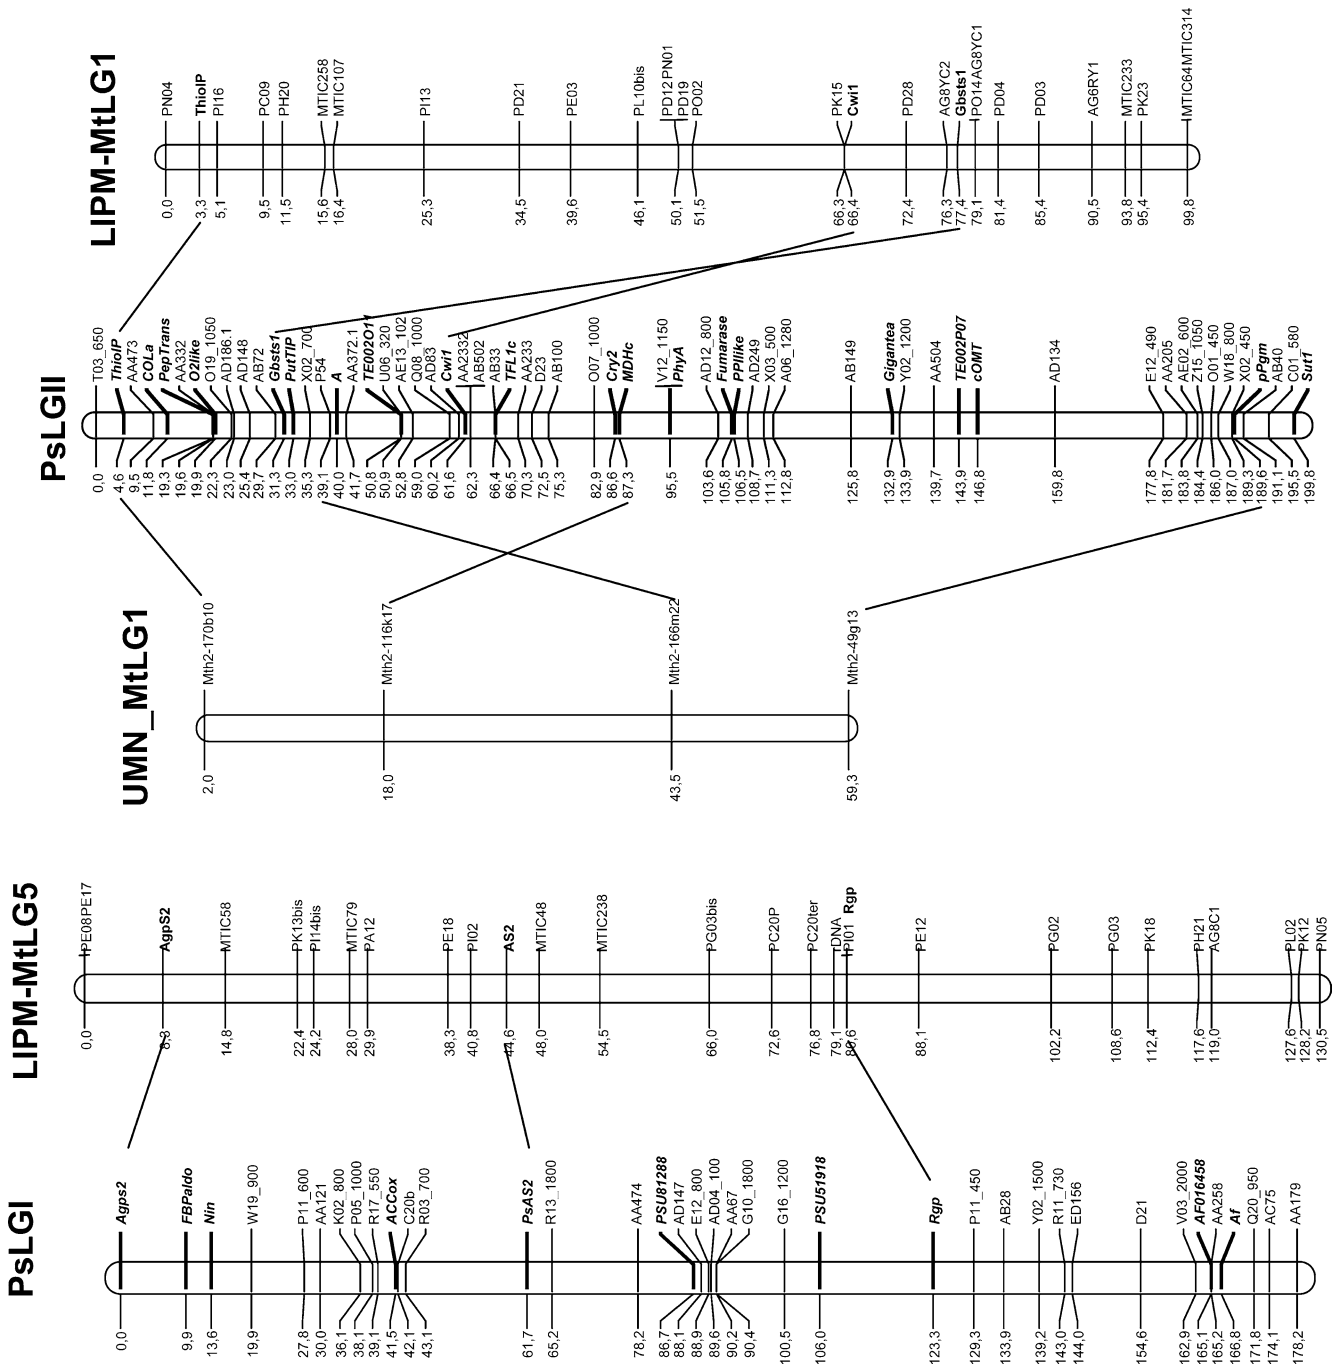 LIPM-MtLG1
0,0 PN04
3,3 ThiolP
5,1 PI16
9,5 PC09
11,5 PH20
15,6 MTIC258
16,4 MTIC107
25,3 PI13
34,5 PD21
39,6 PE03
46,1 PL10bis
50,1 PD12PN01
PD19
51,5 PO02
66,3 PK15
66,4 Cwi1
72,4 PD28
76,3 AG8YC2
77,4 Gbsts1
79,1 PO14AG8YC1
81,4 PD04
85,4 PD03
90,5 AG6RY1
93,8 MTIC233
95,4 PK23
99,8 MTIC64MTIC314
PsLGII
0,0 T03_650
4,6 ThiolP
9,5 AA473
11,8 COLa
19,3 PepTrans
19,6 AA332
19,9 O2like
22,3 O19_1050
23,0 AD186.1
25,4 AD148
29,7 AB72
31,3 Gbsts1
33,0 PutTIP
35,3 X02_700
39,1 P54
40,0 A
41,7 AA372.1
50,8 TE002O11
50,9 U06_320
52,8 AE13_102
59,0 Q08_1000
60,2 AD83
61,6 Cwi1
62,3 AA2332
AB502
66,4 AB33
66,5 TFL1c
70,3 AA233
72,5 D23
75,3 AB100
82,9 O07_1000
86,6 Cry2
87,3 MDHc
95,5 V12_1150
PhyA
103,6 AD12_800
105,8 Fumarase
106,5 PPIlike
108,7 AD249
111,3 X03_500
112,8 A06_1280
125,8 AB149
132,9 Gigantea
133,9 Y02_1200
139,7 AA504
143,9 TE002P07
146,8 cOMT
159,8 AD134
177,8 E12_490
181,7 AA205
183,8 AE02_600
184,4 Z15_1050
186,0 O01_450
187,0 W18_800
189,3 X02_450
189,6 pPgm
191,1 AB40
195,5 C01_580
199,8 Sut1
UMN_MtLG1
2,0 Mth2-170b10
18,0 Mth2-116k17
43,5 Mth2-166m22
59,3 Mth2-49g13
LIPM-MtLG5
0,0 PE08PE17
8,3 AgpS2
14,8 MTIC58
22,4 PK13bis
24,2 PI14bis
28,0 MTIC79
29,9 PA12
38,3 PE18
40,8 PI02
44,6 AS2
48,0 MTIC48
54,5 MTIC238
66,0 PG03bis
72,6 PC20P
76,8 PC20ter
79,1 rDNA
80,6 PI01 Rgp
88,1 PE12
102,2 PG02
108,6 PG03
112,4 PK18
117,6 PH21
119,0 AG8C1
127,6 PL02
128,2 PK12
130,5 PN05
PsLGI
0,0 Agps2
9,9 FBPaldo
13,6 Nin
19,9 W19_900
27,8 P11_600
30,0 AA121
36,1 K02_800
38,1 P05_1000
39,1 R17_550
41,5 ACCox
42,1 C20b
43,1 R03_700
61,7 PsAS2
65,2 R13_1800
78,2 AA474
86,7 PSU81288
88,1 AD147
88,9 E12_800
89,6 AD04_100
90,2 AA67
90,4 G10_1800
100,5 G16_1200
106,0 PSU51918
123,3 Rgp
129,3 P11_450
133,9 AB28
139,2 Y02_1500
143,0 R11_730
144,0 ED156
154,6 D21
162,9 V03_2000
165,1 AF016458
165,2 AA258
166,8 Af
171,8 Q20_950
174,1 AC75
178,2 AA179